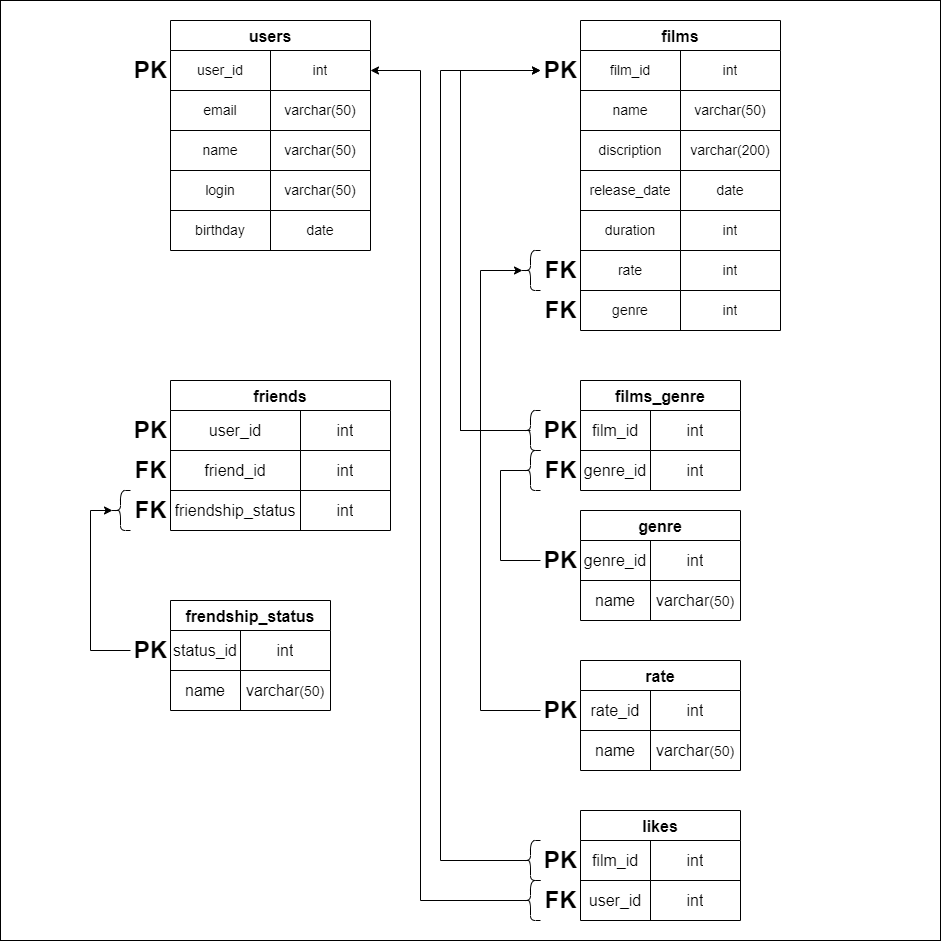 users
PK user_id int
email varchar(50)
name varchar(50)
login varchar(50)
birthday date
films
PK film_id int
name varchar(50)
discription varchar(200)
release_date date
duration int
FK rate int
FK genre int
friends
PK user_id int
FK friend_id int
FK friendship_status int
frendship_status
PK status_id int
name varchar(50)
films_genre
PK film_id int
FK genre_id int
genre
PK genre_id int
name varchar(50)
rate
PK rate_id int
name varchar(50)
likes
PK film_id int
FK user_id int